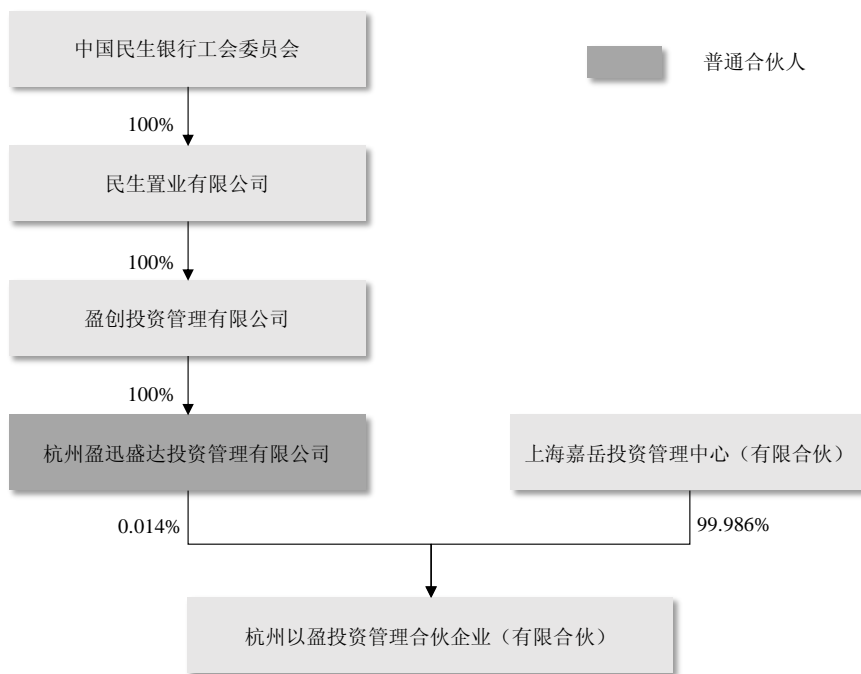 中国民生银行工会委员会
普通合伙人
100%
民生置业有限公司
100%
盈创投资管理有限公司
100%
杭州盈迅盛达投资管理有限公司
上海嘉岳投资管理中心（有限合伙）
0.014%
99.986%
杭州以盈投资管理合伙企业（有限合伙）